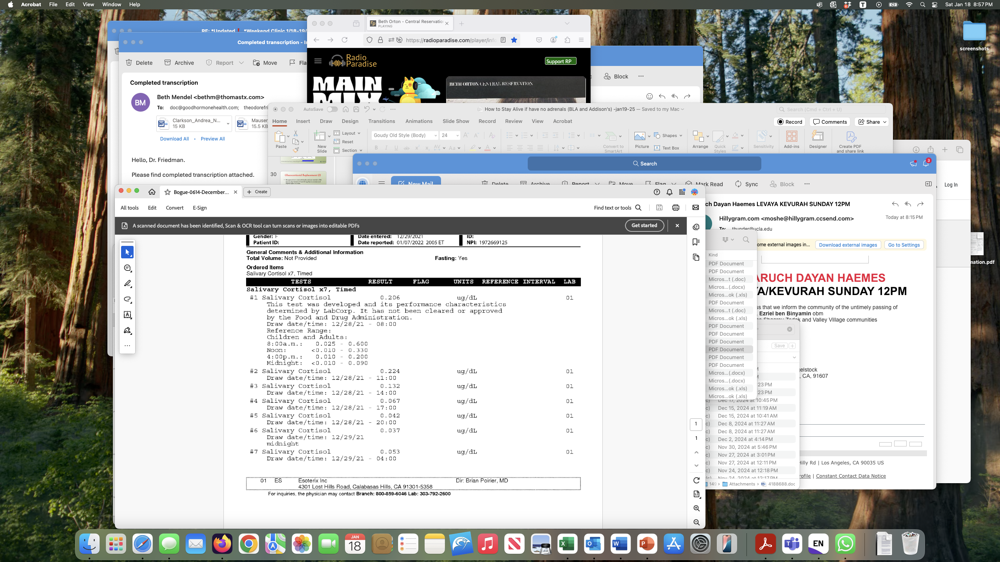 Acrobat File Edit View Window Help
Sat Jan 18 8:57 PM
screenshots
RE: *Updated❗ *Weekend Clinic 1/18-19/
Completed transcription - I
Delete Archive Report Move Fla
Completed transcription
BM
Beth Mendel <bethm@thomastx.com>
To: doc@goodhormonehealth.com; theodorefri
Clarkson_Andrea_N...
15 KB
Mauser
15.5 KB
Download All • Preview All
Hello, Dr. Friedman.
Please find completed transcription attached.
Beth Orton - Central Reservatio
PLAYING
https://radioparadise.com/player/info
Radio Paradise
Support RP
MAIN
MIX
BETH ORTON CENTRAL RESERVATION
Block
AutoSave
How to Stay Alive if have no adrenals (BLA and Addison's) -jan19-25 — Saved to my Mac
Search (Cmd + Ctrl + U)
Home Insert Draw Design Transitions Animations Slide Show Record Review View Acrobat
Record Comments Share
Paste
New Slide
Layout
Reset
Section
Goudy Old Style (Body) 24
Convert to SmartArt
Picture
Shapes
Text Box
Arrange
Quick Styles
Sensitivity
Add-ins
Designer
Create PDF and share link
30
Glucocorticoid Replacement (2)
Search
3
New Mail Delete Archive Report Move Flag Mark Read Sync Block
Log In
ch Dayan Haemes LEVAYA KEVURAH SUNDAY 12PM
Hillygram.com <moshe@hillygram.ccsend.com>
Today at 8:15 PM
To: thunder@ucla.edu
ome external images in...
Download external images
Go to Settings
ARUCH DAYAN HAEMES
YA/KEVURAH SUNDAY 12PM
ss that we inform the community of the untimely passing of
, Ezriel ben Binyamin obm
and Valley Village communities
gelstock
, CA, 91607
Hilly Rd | Los Angeles, CA 90035 US
rofile | Constant Contact Data Notice
mation.pdf
Kind
PDF Document
PDF Document
Micros...t (.doc)
Micros...(.docx)
Micros...ok (.xls)
PDF Document
Micros...t (.doc)
Micros...ok (.xls)
PDF Document
PDF Document
PDF Document
PDF Document
PDF Document
PDF Document
Micros...(.docx)
Micros...(.docx)
Micros...ok (.xls)
Micros...ok (.xls)
Save
23 PM
23 PM
Dec 17, 2024 at 10:45 PM
Dec 15, 2024 at 11:19 AM
Dec 15, 2024 at 10:41 AM
Dec 8, 2024 at 11:27 AM
Dec 8, 2024 at 11:27 AM
Dec 2, 2024 at 4:14 PM
Nov 30, 2024 at 5:46 PM
Nov 27, 2024 at 3:01 PM
Nov 27, 2024 at 12:11 PM
Nov 24, 2024 at 12:18 PM
Nov 24, 2024 at 12:17 PM
149 › Attachments › 4188688.doc
Bogue-0614-December...
Create
All tools Edit Convert E-Sign
Find text or tools
A scanned document has been identified, Scan & OCR tool can turn scans or images into editable PDFs
Get started
Gender: F Date entered: 12/29/2021 ID:
Patient ID: Date reported: 01/07/2022 2005 ET NPI: 1972669125
General Comments & Additional Information
Total Volume: Not Provided Fasting: Yes
Ordered Items
Salivary Cortisol x7, Timed
TESTS RESULT FLAG UNITS REFERENCE INTERVAL LAB
Salivary Cortisol x7, Timed
#1 Salivary Cortisol 0.206 ug/dL 01
This test was developed and its performance characteristics
determined by LabCorp. It has not been cleared or approved
by the Food and Drug Administration.
Draw date/time: 12/28/21 - 08:00
Reference Range:
Children and Adults:
8:00a.m.: 0.025 - 0.600
Noon: <0.010 - 0.330
4:00p.m.: 0.010 - 0.200
Midnight: <0.010 - 0.090
#2 Salivary Cortisol 0.224 ug/dL 01
Draw date/time: 12/28/21 - 11:00
#3 Salivary Cortisol 0.132 ug/dL 01
Draw date/time: 12/28/21 - 14:00
#4 Salivary Cortisol 0.067 ug/dL 01
Draw date/time: 12/28/21 - 17:00
#5 Salivary Cortisol 0.042 ug/dL 01
Draw date/time: 12/28/21 - 20:00
#6 Salivary Cortisol 0.037 ug/dL 01
Draw date/time: 12/29/21
midnight
#7 Salivary Cortisol 0.053 ug/dL 01
Draw date/time: 12/29/21 - 04:00
01 ES Esoterix Inc Dir: Brian Poirier, MD
4301 Lost Hills Road, Calabasas Hills, CA 91301-5358
For inquiries, the physician may contact Branch: 800-859-6046 Lab: 303-792-2600
1
1
JAN
18
EN